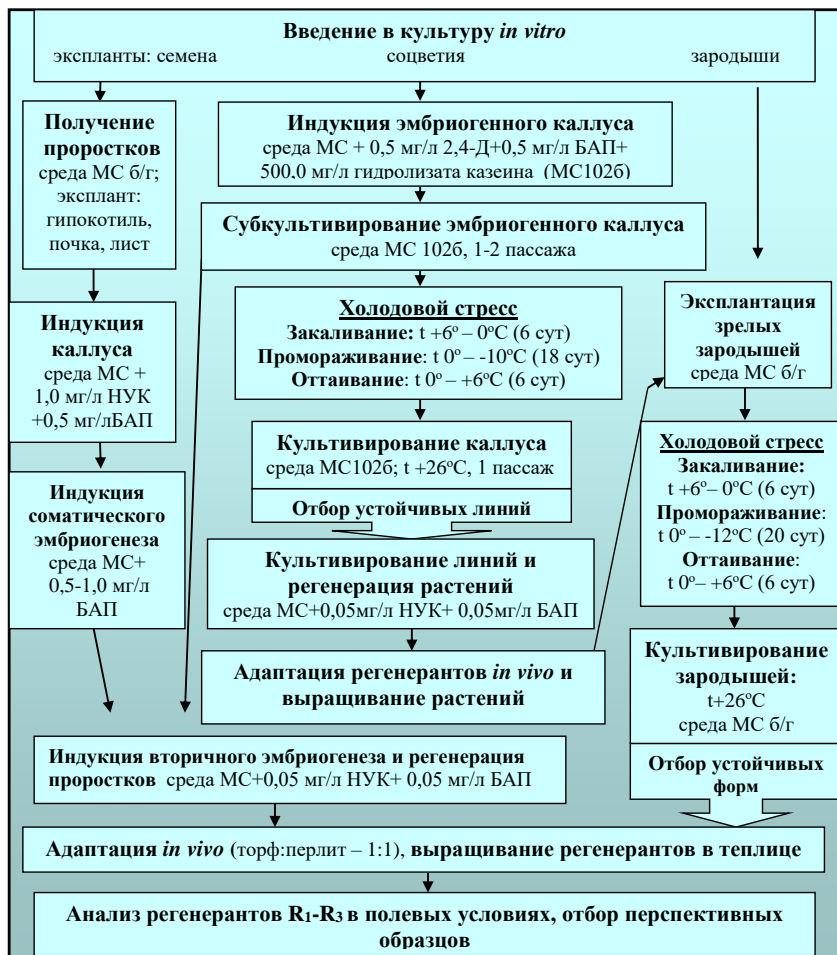 Введение в культуру in vitro
экспланты: семена соцветия зародыши
Получение
проростков
среда МС б/г;
эксплант:
гипокотиль,
почка, лист
Индукция
каллуса
среда МС +
1,0 мг/л НУК
+0,5 мг/лБАП
Индукция
соматического
эмбриогенеза
среда МС+
0,5-1,0 мг/л
БАП
Индукция эмбриогенного каллуса
среда МС + 0,5 мг/л 2,4-Д+0,5 мг/л БАП+
500,0 мг/л гидролизата казеина (МС102б)
Субкультивирование эмбриогенного каллуса
среда МС 102б, 1-2 пассажа
Холодовой стресс
Закаливание: t +6º – 0ºС (6 сут)
Промораживание: t 0º – -10ºС (18 сут)
Оттаивание: t 0º – +6ºС (6 сут)
Культивирование каллуса
среда МС102б; t +26ºС, 1 пассаж
Отбор устойчивых линий
Культивирование линий и
регенерация растений
среда МС+0,05мг/л НУК+ 0,05мг/л БАП
Адаптация регенерантов in vivo и
выращивание растений
Эксплантация
зрелых
зародышей
среда МС б/г
Холодовой стресс
Закаливание:
t +6º– 0ºС (6 сут)
Промораживание:
t 0º– -12ºС (20 сут)
Оттаивание:
t 0º– +6ºС (6 сут)
Культивирование
зародышей:
t+26ºС
среда МС б/г
Отбор устойчивых
форм
Индукция вторичного эмбриогенеза и регенерация
проростков среда МС+0,05 мг/л НУК+ 0,05 мг/л БАП
Адаптация in vivo (торф:перлит – 1:1), выращивание регенерантов в теплице
Анализ регенерантов R1-R3 в полевых условиях, отбор перспективных
образцов